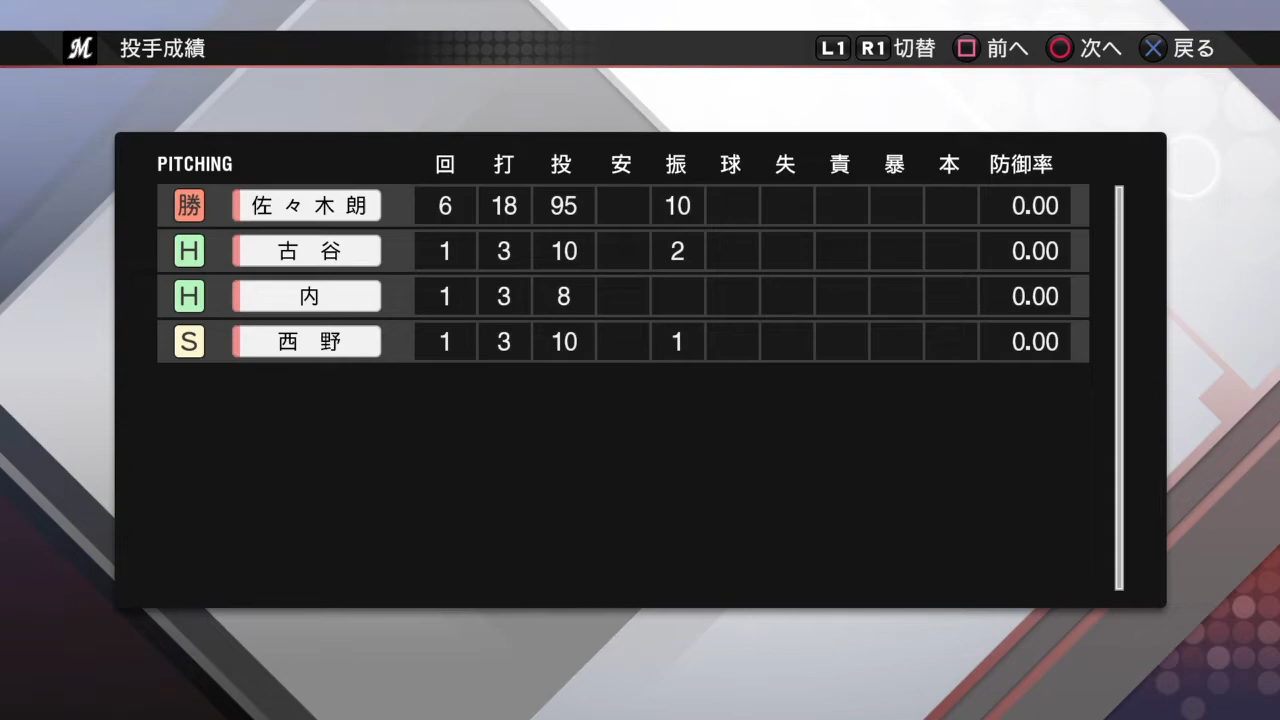 M 投手成績 L1 R1 切替 前へ 次へ 戻る
PITCHING 回 打 投 安 振 球 失 責 暴 本 防御率
勝 佐々木朗 6 18 95 10 0.00
H 古谷 1 3 10 2 0.00
H 内 1 3 8 0.00
S 西野 1 3 10 1 0.00